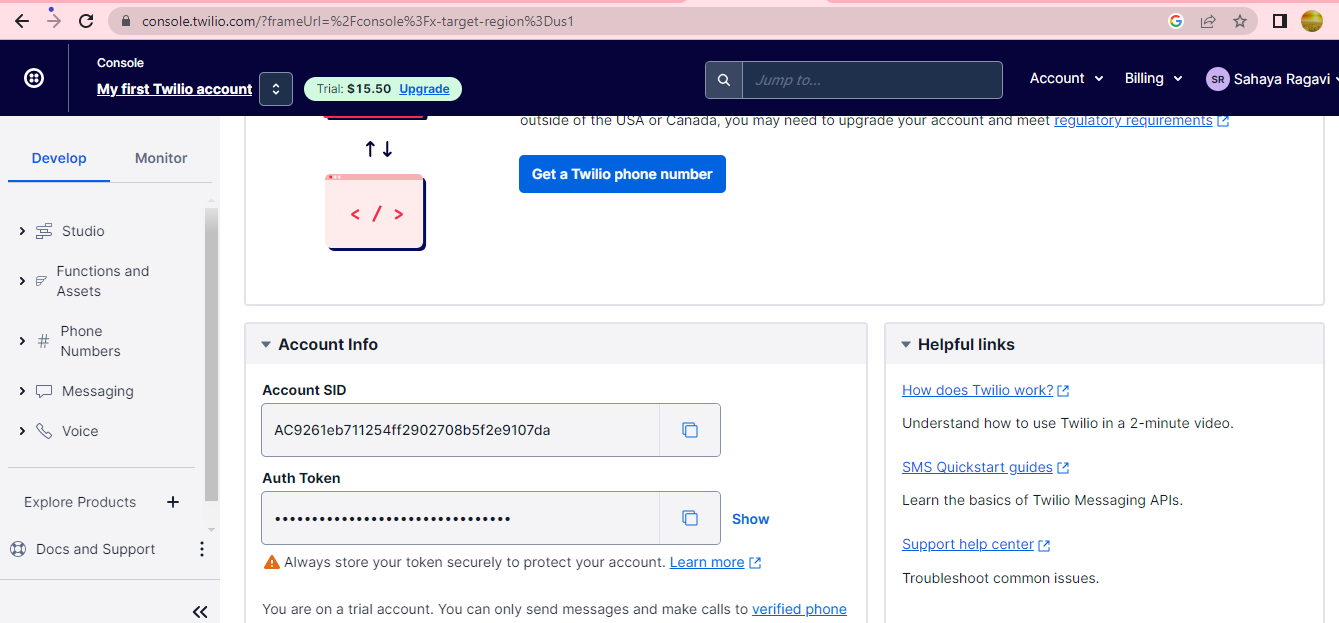 console.twilio.com/?frameUrl=%2Fconsole%3Fx-target-region%3Dus1
Console
My first Twilio account
Trial: $15.50 Upgrade
Jump to...
Account
Billing
SR Sahaya Ragavi
Develop
Monitor
Studio
Functions and
Assets
Phone
Numbers
Messaging
Voice
Explore Products +
Docs and Support
outside of the USA or Canada, you may need to upgrade your account and meet regulatory requirements
< / >
Get a Twilio phone number
Account Info
Account SID
AC9261eb711254ff2902708b5f2e9107da
Auth Token
••••••••••••••••••••••••••••••••
Show
Always store your token securely to protect your account. Learn more
You are on a trial account. You can only send messages and make calls to verified phone
Helpful links
How does Twilio work?
Understand how to use Twilio in a 2-minute video.
SMS Quickstart guides
Learn the basics of Twilio Messaging APIs.
Support help center
Troubleshoot common issues.